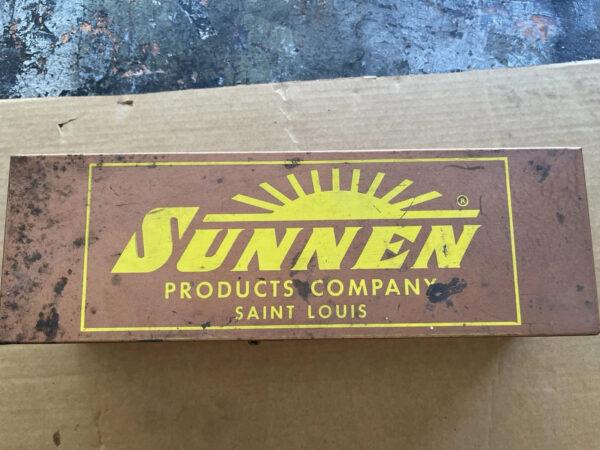 SUNNEN ®
PRODUCTS COMPANY
SAINT LOUIS